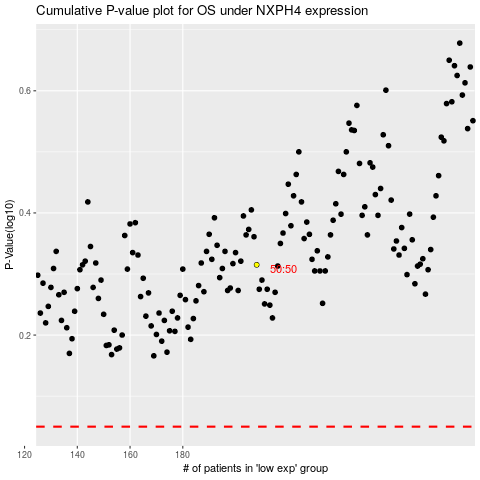 Cumulative P-value plot for OS under NXPH4 expression
P-Value(log10)
0.6
0.4
0.2
50:50
120 140 160 180
# of patients in 'low exp' group